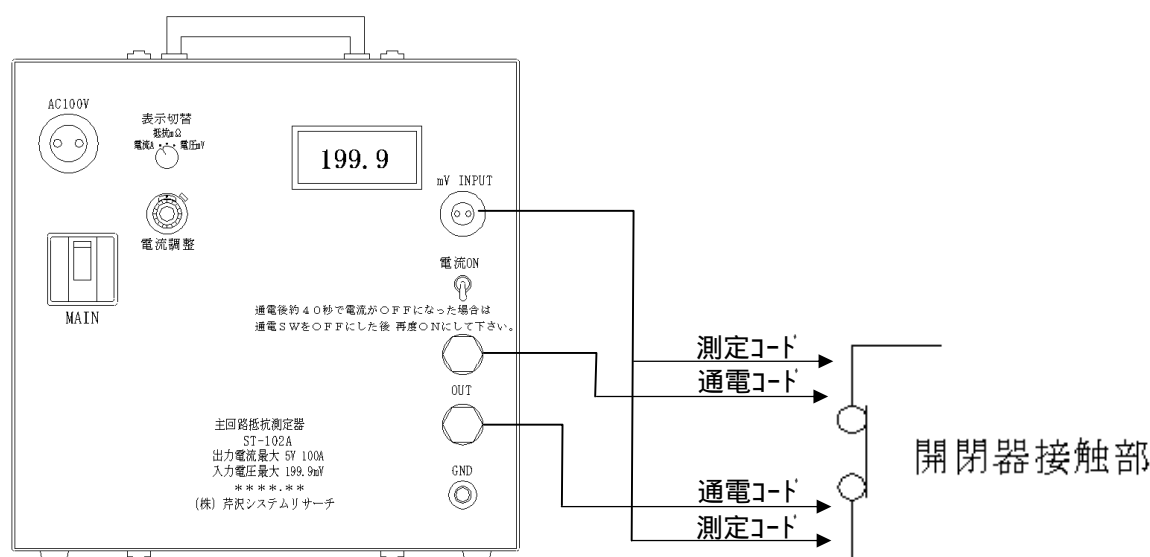 AC100V
表示切替
抵抗mΩ
電流A・・・電圧mV
199.9
mV INPUT
電流調整
電流ON
MAIN
通電後約40秒で電流がOFFになった場合は
通電SWをOFFにした後 再度ONにして下さい。
測定コード
通電コード
OUT
主回路抵抗測定器
ST-102A
出力電流最大 5V 100A
入力電圧最大 199.9mV
****.**
(株) 芹沢システムリサーチ
GND
開閉器接触部
通電コード
測定コード